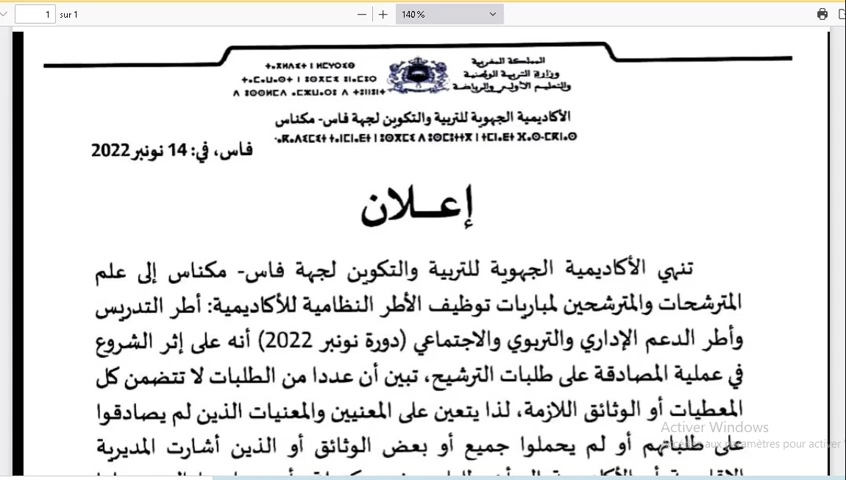 1 sur 1
140 %
المملكة المغربية
وزارة التربية الوطنية
والتعليم الأولي والرياضة
الأكاديمية الجهوية للتربية والتكوين لجهة فاس- مكناس
فاس، في: 14 نونبر 2022
إعــلان
تنهي الأكاديمية الجهوية للتربية والتكوين لجهة فاس- مكناس إلى علم
المترشحات والمترشحين لمباريات توظيف الأطر النظامية للأكاديمية: أطر التدريس
وأطر الدعم الإداري والتربوي والاجتماعي (دورة نونبر 2022) أنه على إثر الشروع
في عملية المصادقة على طلبات الترشيح، تبين أن عددا من الطلبات لا تتضمن كل
المعطيات أو الوثائق اللازمة، لذا يتعين على المعنيين والمعنيات الذين لم يصادقوا
على طلباتهم أو لم يحملوا جميع أو بعض الوثائق أو الذين أشارت المديرية
Activer Windows
aux paramètres pour activer